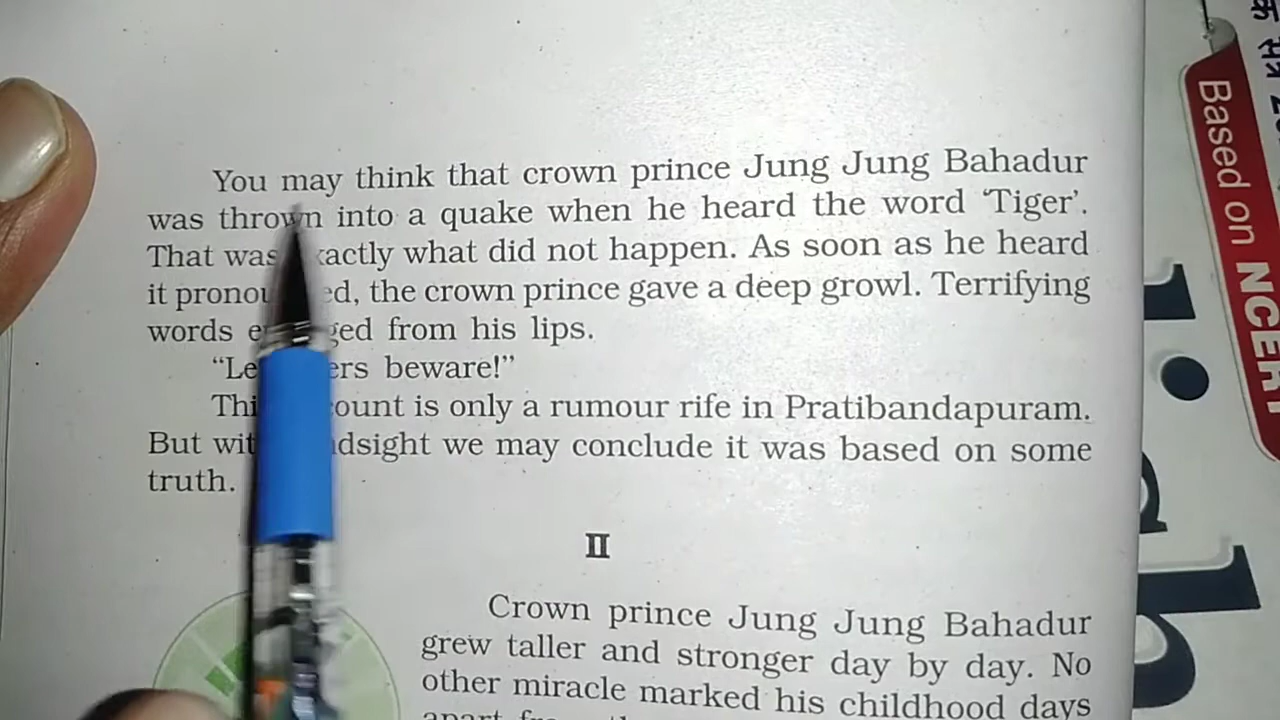 You may think that crown prince Jung Jung Bahadur
was thrown into a quake when he heard the word ‘Tiger’.
That was exactly what did not happen. As soon as he heard
it pronounced, the crown prince gave a deep growl. Terrifying
words emerged from his lips.
“Let tigers beware!”
This account is only a rumour rife in Pratibandapuram.
But with hindsight we may conclude it was based on some
truth.
II
Crown prince Jung Jung Bahadur
grew taller and stronger day by day. No
other miracle marked his childhood days
Based on NCERT